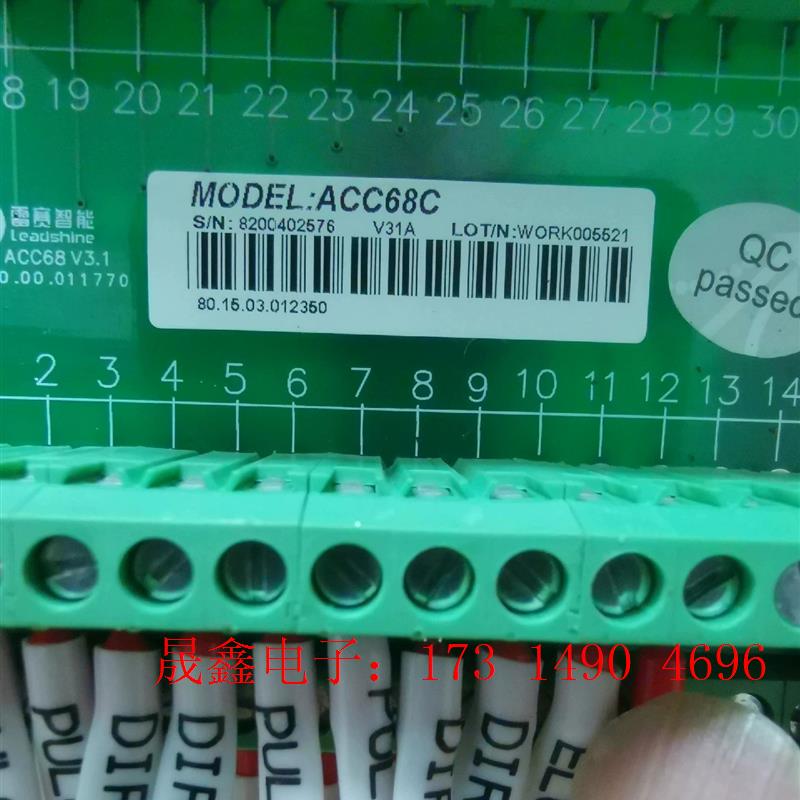 8 19 20 21 22 23 24 25 26 27 28 29 30
雷赛智能
Leadshine
ACC68 V3.1
0.00.011770
MODEL:ACC68C
S/N: 8200402576 V31A LOT/N:WORK005521
80.15.03.012350
QC
passed
2 3 4 5 6 7 8 9 10 11 12 13 14
晟鑫电子：173 1490 4696
PUL
DIR
DIR
PUL
PUL
DIR
DIR